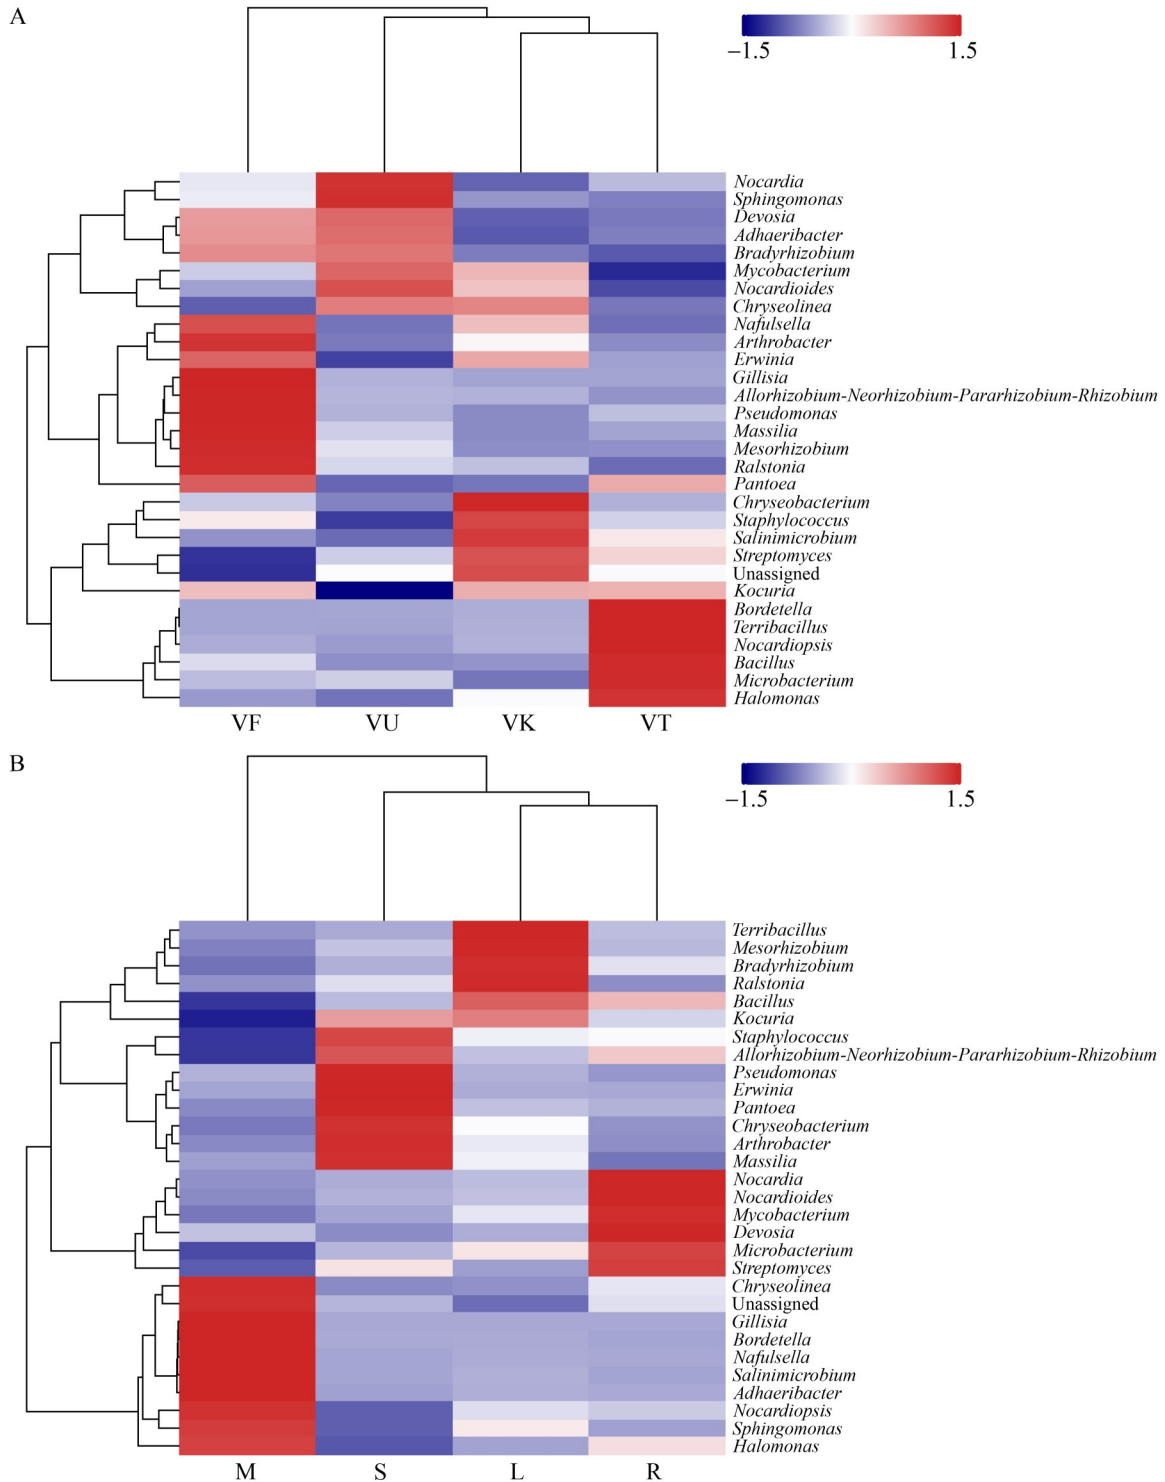 A
−1.5 1.5
Nocardia
Sphingomonas
Devosia
Adhaeribacter
Bradyrhizobium
Mycobacterium
Nocardioides
Chryseolinea
Nafulsella
Arthrobacter
Erwinia
Gillisia
Allorhizobium-Neorhizobium-Pararhizobium-Rhizobium
Pseudomonas
Massilia
Mesorhizobium
Ralstonia
Pantoea
Chryseobacterium
Staphylococcus
Salinimicrobium
Streptomyces
Unassigned
Kocuria
Bordetella
Terribacillus
Nocardiopsis
Bacillus
Microbacterium
Halomonas
VF VU VK VT
B
−1.5 1.5
Terribacillus
Mesorhizobium
Bradyrhizobium
Ralstonia
Bacillus
Kocuria
Staphylococcus
Allorhizobium-Neorhizobium-Pararhizobium-Rhizobium
Pseudomonas
Erwinia
Pantoea
Chryseobacterium
Arthrobacter
Massilia
Nocardia
Nocardioides
Mycobacterium
Devosia
Microbacterium
Streptomyces
Chryseolinea
Unassigned
Gillisia
Bordetella
Nafulsella
Salinimicrobium
Adhaeribacter
Nocardiopsis
Sphingomonas
Halomonas
M S L R